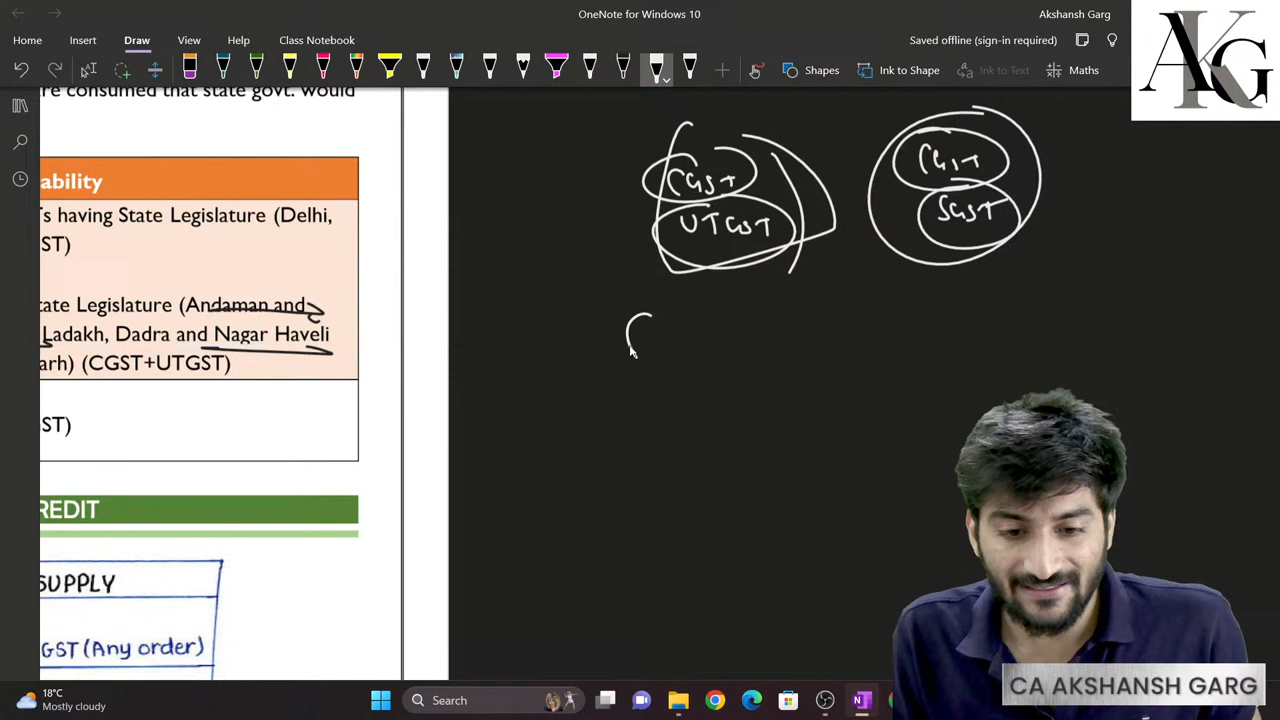 OneNote for Windows 10
Akshansh Garg
Home Insert Draw View Help Class Notebook
Saved offline (sign-in required)
Shapes
Ink to Shape
Ink to Text
Maths
AKG
re consumed that state govt. would
ability
s having State Legislature (Delhi,
ST)
tate Legislature (Andaman and
Ladakh, Dadra and Nagar Haveli
arh) (CGST+UTGST)
ST)
REDIT
SUPPLY
GST (Any order)
CGST
UTGST
CGST
SGST
CA AKSHANSH GARG
18°C
Mostly cloudy
Search